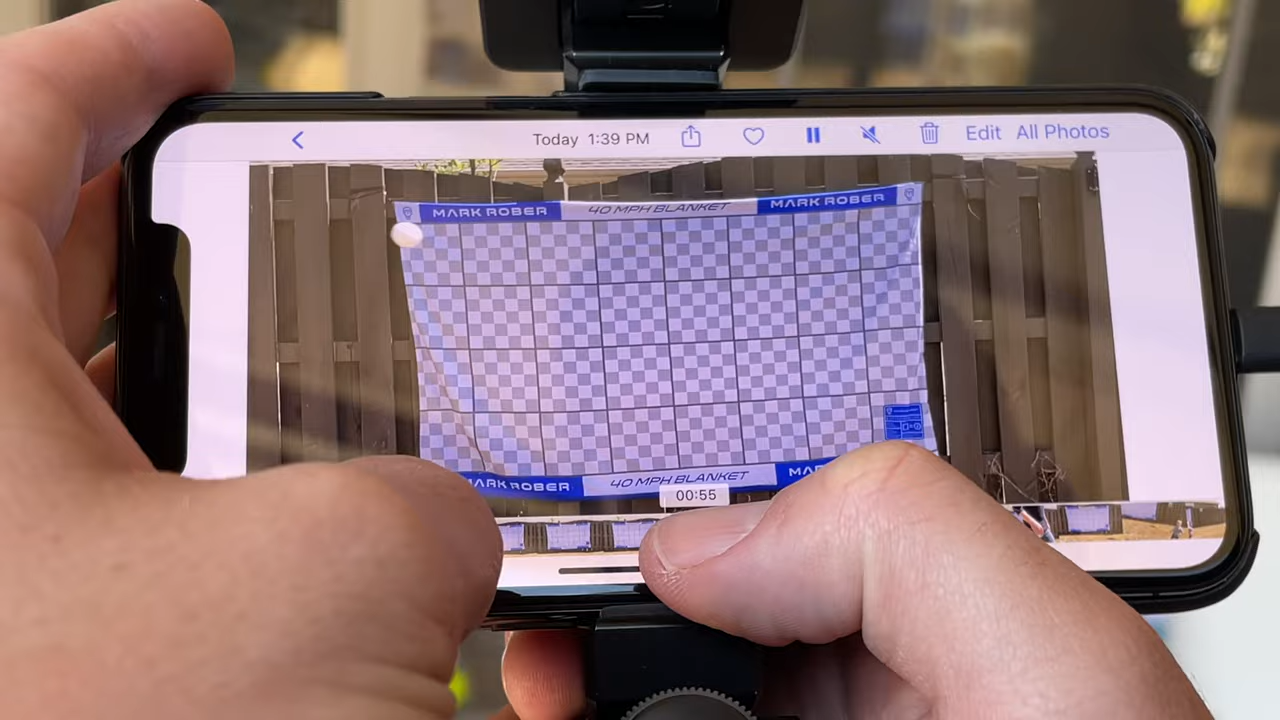 Today 1:39 PM
Edit All Photos
MARK ROBER 40 MPH BLANKET MARK ROBER
MARK ROBER 40 MPH BLANKET
00:55